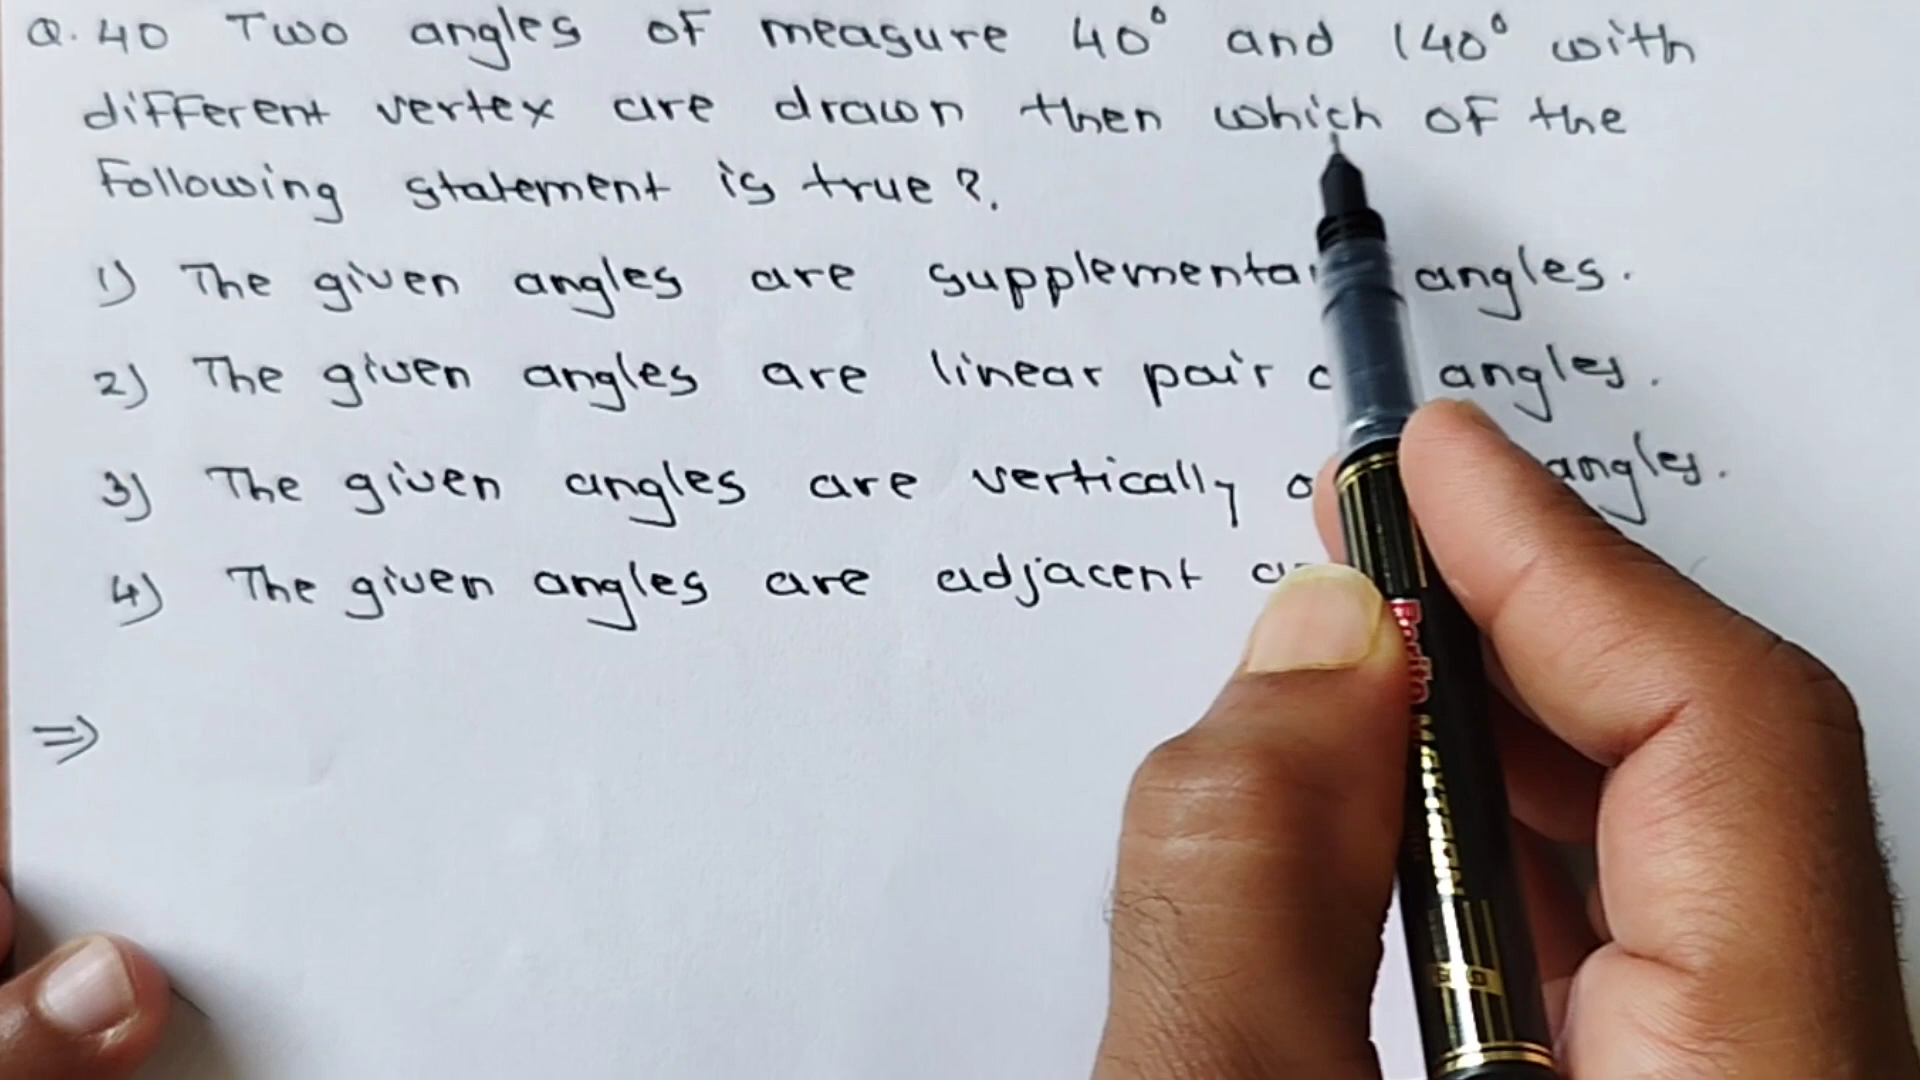 Q. 40 Two angles of measure 40° and 140° with
different vertex are drawn then which of the
Following statement is true ?.
1) The given angles are angles.
2) The given angles are linear pair angles.
3) The given angles are vertically angles.
4) The given angles are adjacent
⇒